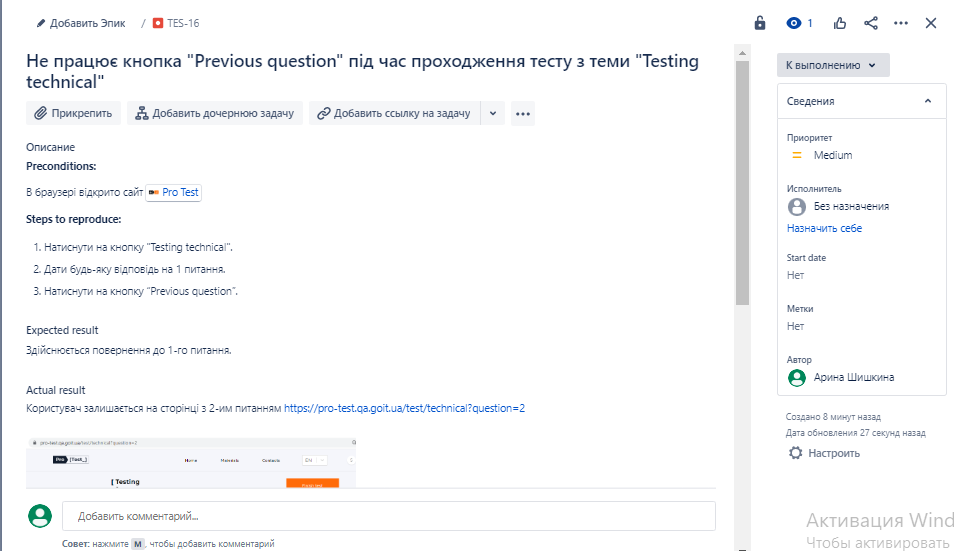 Добавить Эпик / TES-16
1
Не працює кнопка "Previous question" під час проходження тесту з теми "Testing
technical"
Прикрепить Добавить дочернюю задачу Добавить ссылку на задачу
Описание
Preconditions:
В браузері відкрито сайт Pro Test
Steps to reproduce:
1. Натиснути на кнопку "Testing technical".
2. Дати будь-яку відповідь на 1 питання.
3. Натиснути на кнопку "Previous question".
Expected result
Здійснюється повернення до 1-го питання.
Actual result
Користувач залишається на сторінці з 2-им питанням https://pro-test.qa.goit.ua/test/technical?question=2
pro-test.qa.goit.ua/test/technical?question=2
Pro [Test_] Home Materials Contacts EN
[ Testing
Добавить комментарий...
Совет: нажмите M, чтобы добавить комментарий
К выполнению
Сведения
Приоритет
Medium
Исполнитель
Без назначения
Назначить себе
Start date
Нет
Метки
Нет
Автор
Арина Шишкина
Создано 8 минут назад
Дата обновления 27 секунд назад
Настроить
Активация Wind
Чтобы активировать